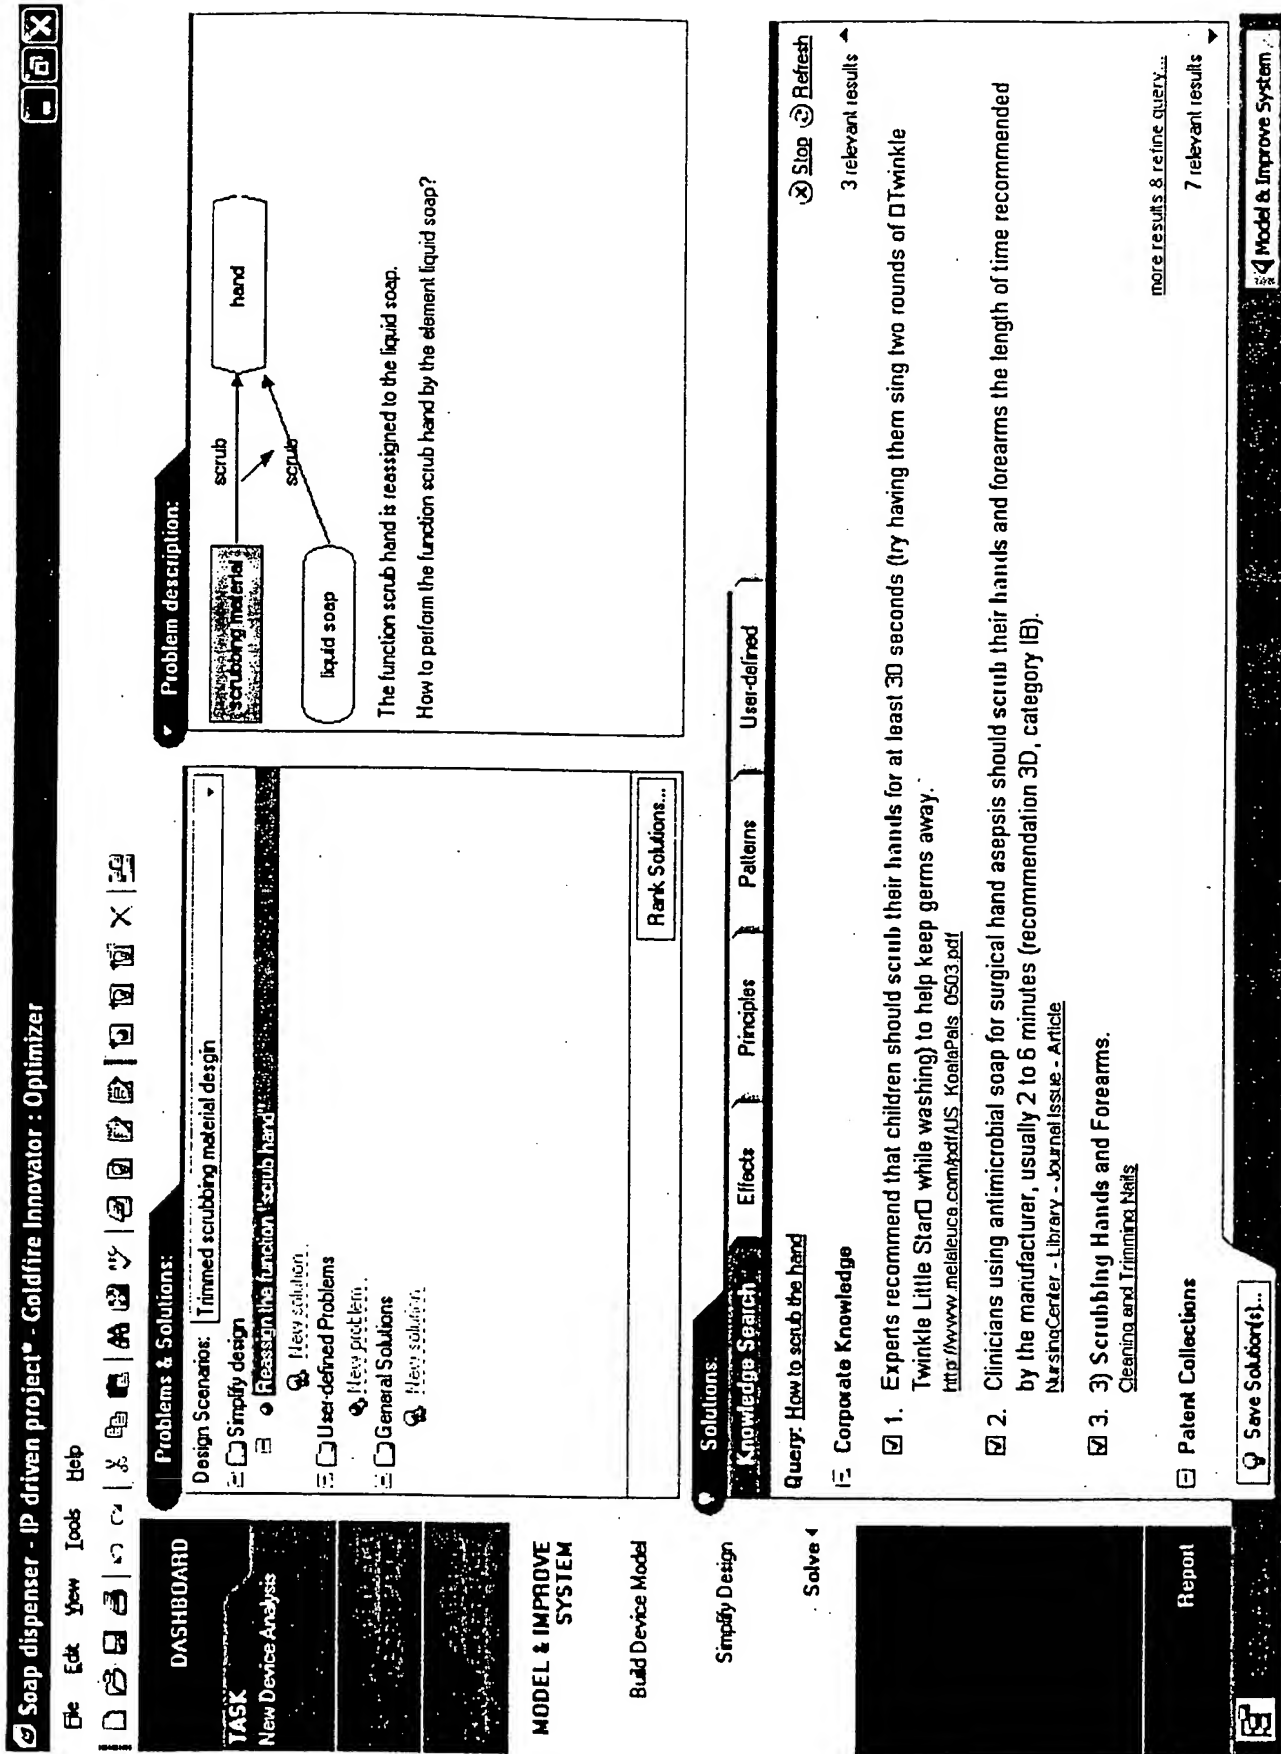 Soap dispenser - IP driven project* - Goldfire Innovator : Optimizer
File Edit View Tools Help
DASHBOARD
TASK
New Device Analysis
MODEL & IMPROVE
SYSTEM
Build Device Model
Simplify Design
Solve
Report
Problems & Solutions:
Design Scenarios: Trimmed scrubbing material desgin
Simplify design
Reassign the function "scrub hand"
New solution...
User-defined Problems
New problem...
General Solutions
New solution...
Rank Solutions...
Problem description:
scrubbing material
scrub
hand
scrub
liquid soap
The function scrub hand is reassigned to the liquid soap.
How to perform the function scrub hand by the element liquid soap?
Solutions:
Knowledge Search Effects Principles Patterns User-defined
Query: How to scrub the hand Stop Refresh
Corporate Knowledge 3 relevant results
1. Experts recommend that children should scrub their hands for at least 30 seconds (try having them sing two rounds of □Twinkle
Twinkle Little Star□ while washing) to help keep germs away.
http://www.melaleuca.com/pdf/US_KoalaPals_0503.pdf
2. Clinicians using antimicrobial soap for surgical hand asepsis should scrub their hands and forearms the length of time recommended
by the manufacturer, usually 2 to 6 minutes (recommendation 3D, category IB).
NursingCenter - Library - Journal Issue - Article
3. 3) Scrubbing Hands and Forearms.
Cleaning and Trimming Nails
more results & refine query...
Patent Collections 7 relevant results
Save Solution(s)...
Model & Improve System